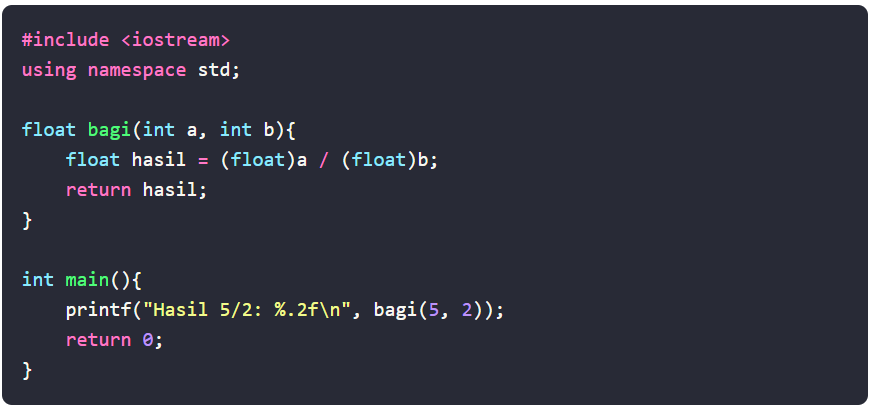 #include <iostream>
using namespace std;
float bagi(int a, int b){
float hasil = (float)a / (float)b;
return hasil;
}
int main(){
printf("Hasil 5/2: %.2f\n", bagi(5, 2));
return 0;
}